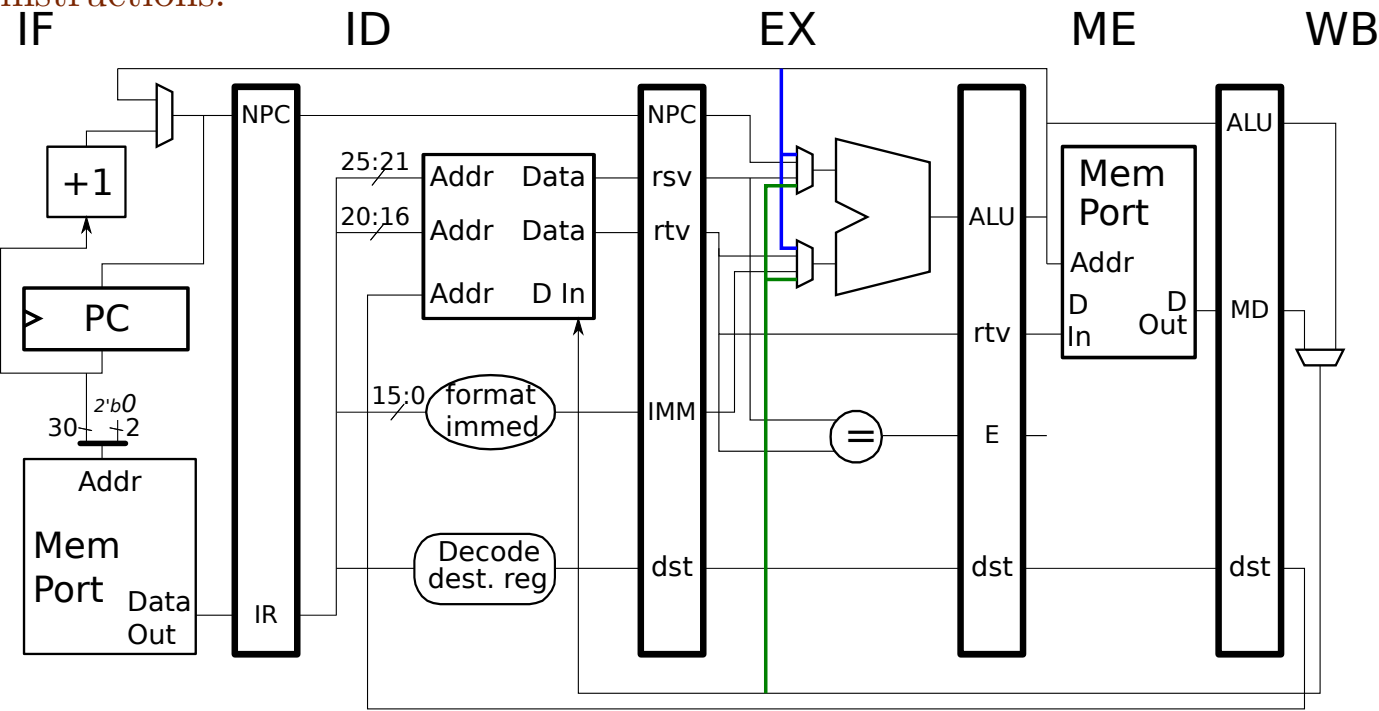 instructions.
IF ID EX ME WB
NPC NPC ALU
+1
25:21 Addr Data rsv
20:16 Addr Data rtv
Addr D In
ALU
Mem
Port
Addr
D
In
D
Out
MD
PC
rtv
15:0 format
immed
IMM
30 2'b0 2
=
E
Addr
Mem
Port
Data
Out
IR
Decode
dest. reg
dst dst dst